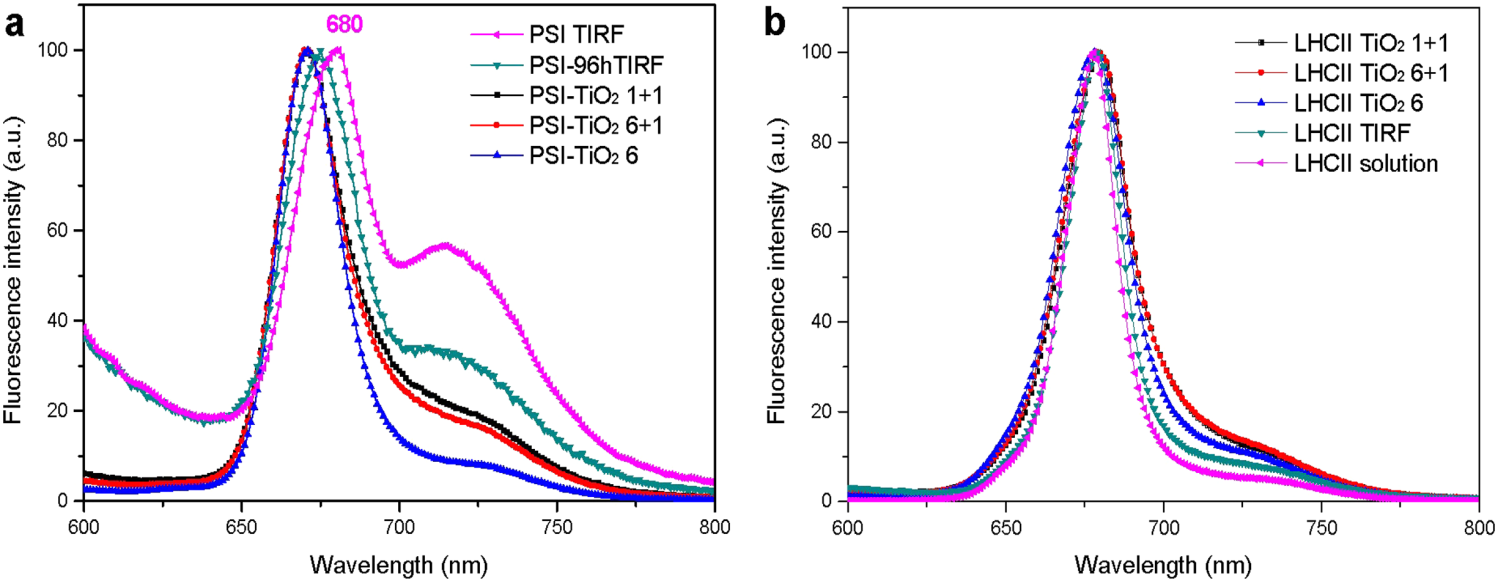 a
680
PSI TIRF
PSI-96hTIRF
PSI-TiO₂ 1+1
PSI-TiO₂ 6+1
PSI-TiO₂ 6
100
80
60
40
20
0
Fluorescence intensity (a.u.)
600
650
700
750
800
Wavelength (nm)
b
LHCII TiO₂ 1+1
LHCII TiO₂ 6+1
LHCII TiO₂ 6
LHCII TIRF
LHCII solution
100
80
60
40
20
0
Fluorescence intensity (a.u.)
600
650
700
750
800
Wavelength (nm)